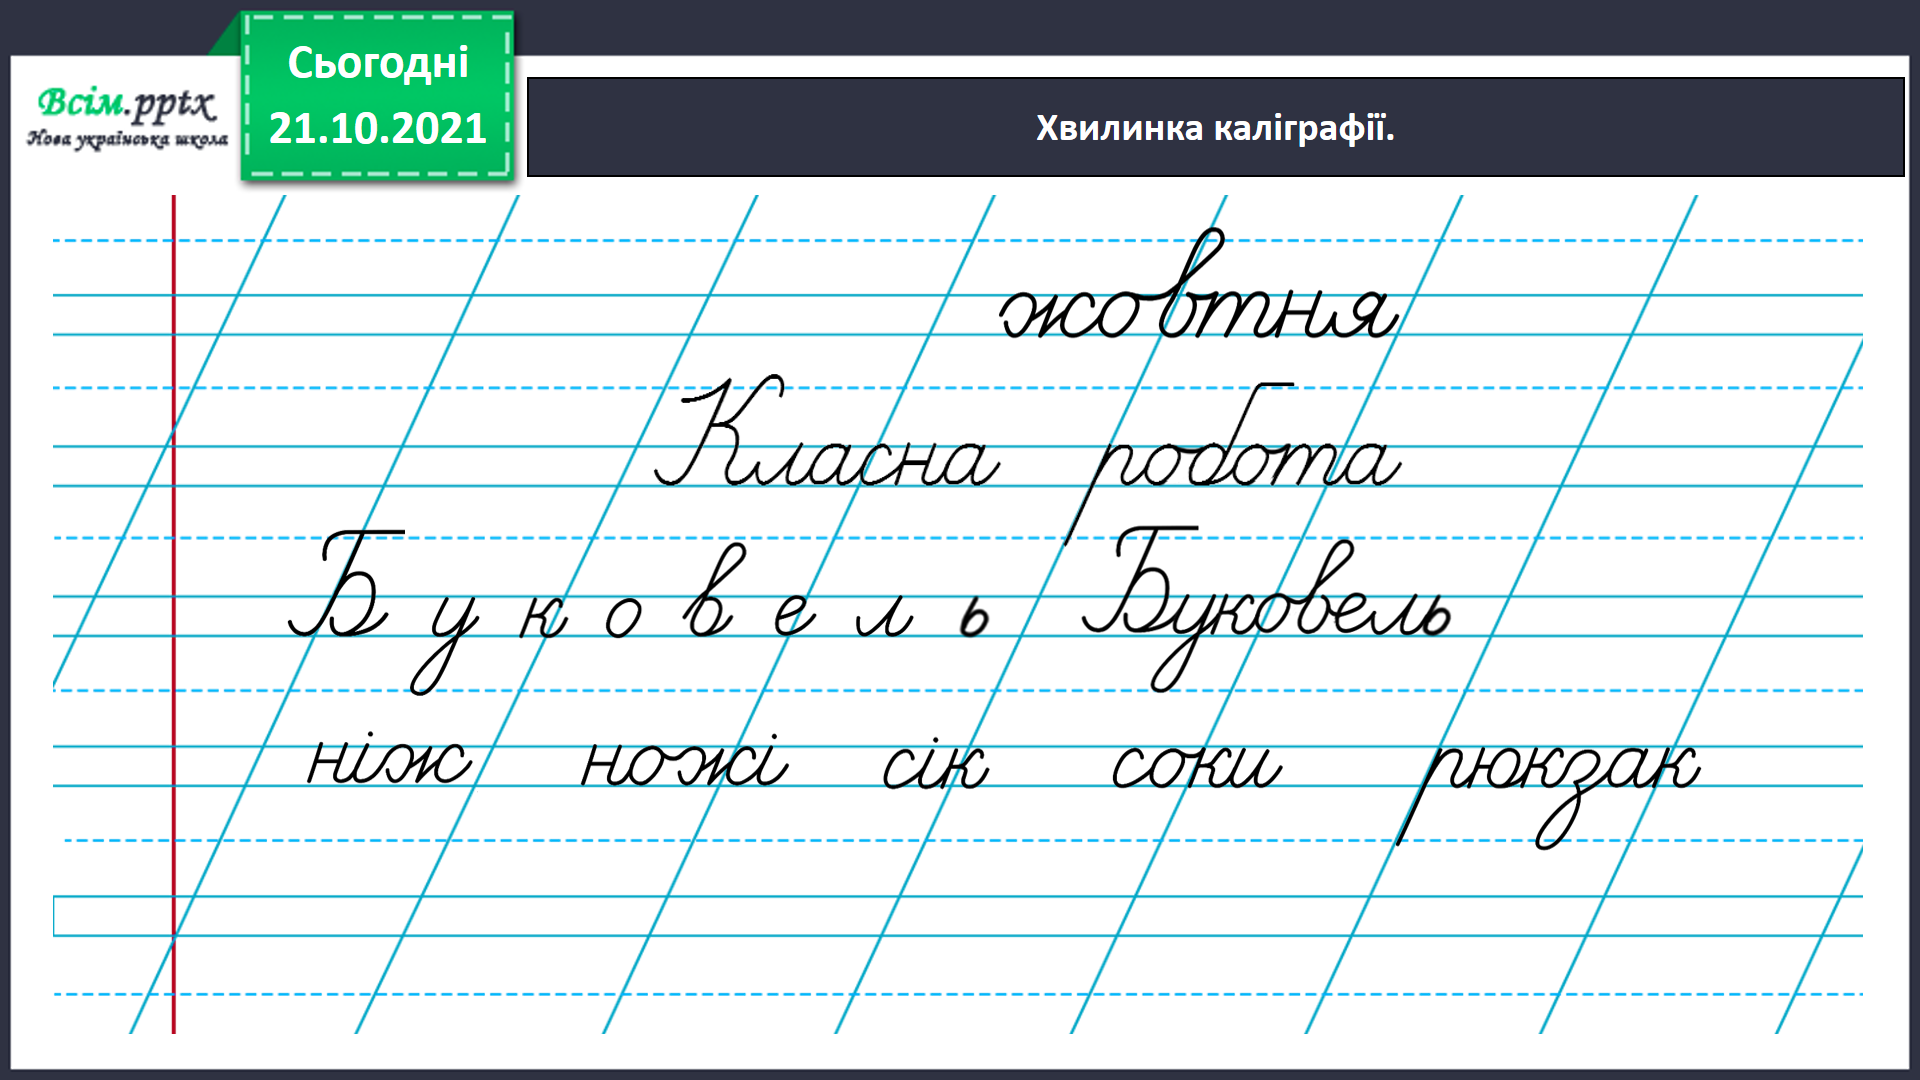 Сьогодні
21.10.2021
Всім.pptx
Нова українська школа
Хвилинка каліграфії.
жовтня
Класна робота
Б у к о в е л ь Буковель
ніж ножі сік соки рюкзак